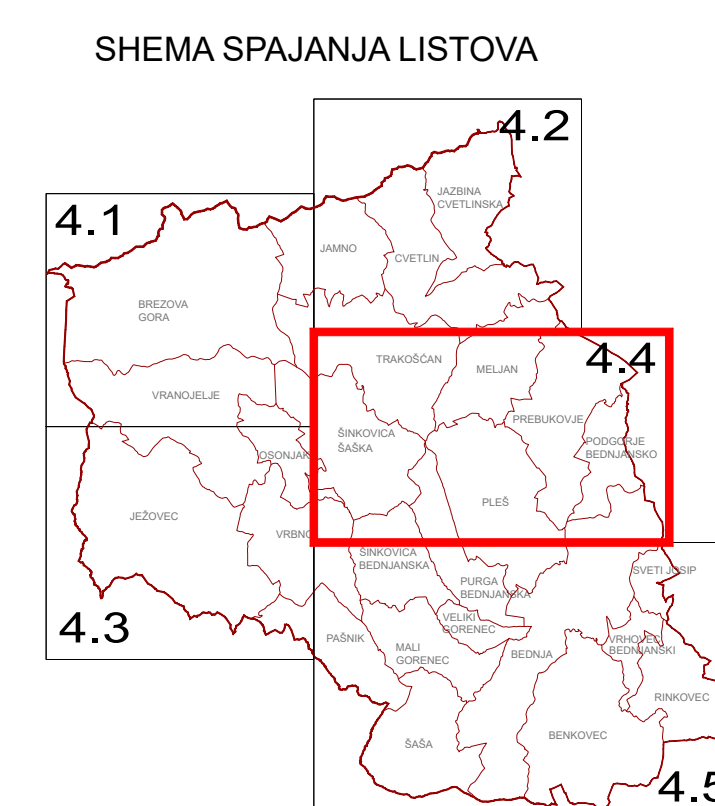 SHEMA SPAJANJA LISTOVA
4.2
JAZBINA
CVETLINSKA
4.1
JAMNO
CVETLIN
BREZOVA
GORA
TRAKOŠĆAN
MELJAN
4.4
VRANOJELJE
PREBUKOVJE
ŠINKOVICA
ŠAŠKA
PODGORJE
BEDNJANSKO
OSONJAK
PLEŠ
JEŽOVEC
VRBNO
ŠINKOVICA
BEDNJANSKA
SVETI JOSIP
PURGA
BEDNJANSKA
4.3
VELIKI
GORENEC
PAŠNIK
MALI
GORENEC
BEDNJA
VRHOVEC
BEDNJANSKI
RINKOVEC
ŠAŠA
BENKOVEC
4.5